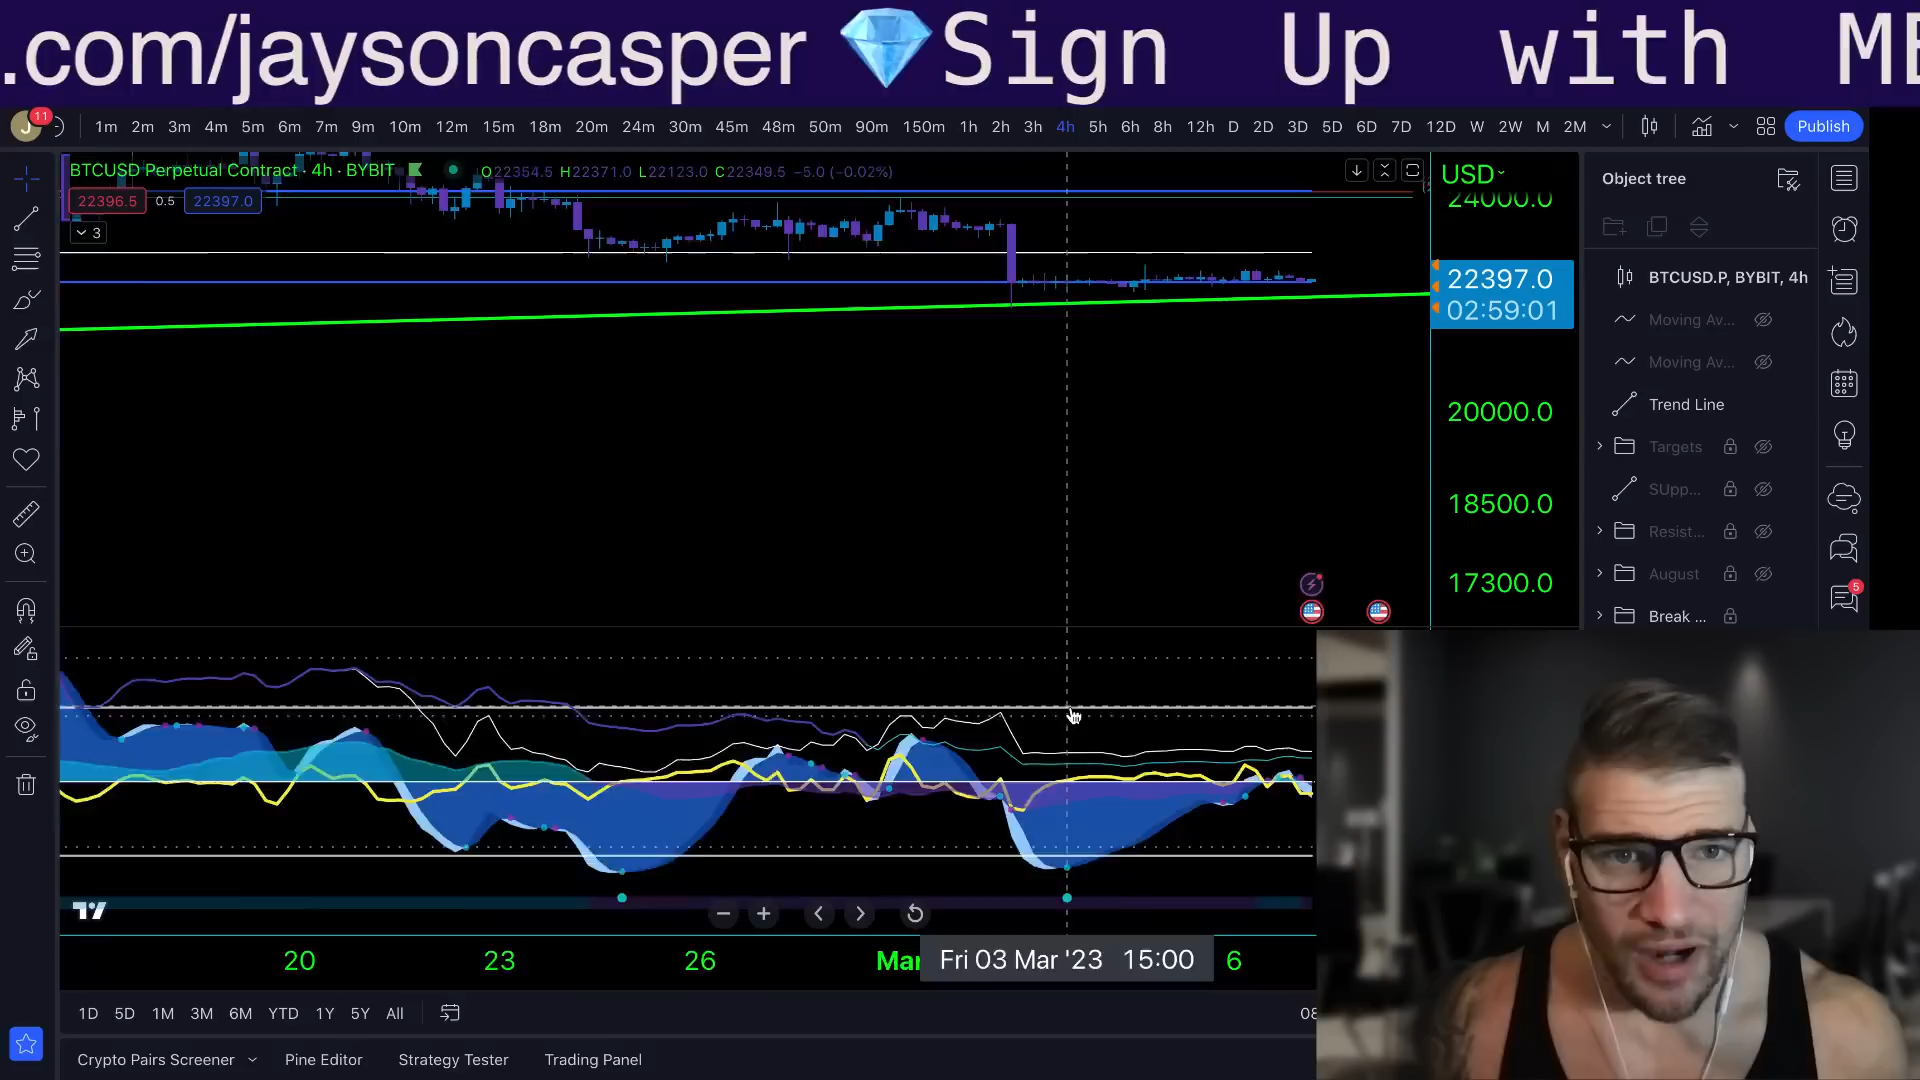 .com/jaysoncasper 💎Sign Up with ME
J 11 1m 2m 3m 4m 5m 6m 7m 9m 10m 12m 15m 18m 20m 24m 30m 45m 48m 50m 90m 150m 1h 2h 3h 4h 5h 6h 8h 12h D 2D 3D 5D 6D 7D 12D W 2W M 2M Publish
BTCUSD Perpetual Contract · 4h · BYBIT O22354.5 H22371.0 L22123.0 C22349.5 −5.0 (−0.02%)
22396.5 0.5 22397.0
3
USD
24000.0
22397.0
02:59:01
20000.0
18500.0
17300.0
Object tree
BTCUSD.P, BYBIT, 4h
Moving Av...
Moving Av...
Trend Line
Targets
SUpp...
Resist...
August
Break ...
5
20 23 26 Mar Fri 03 Mar '23 15:00 6
1D 5D 1M 3M 6M YTD 1Y 5Y All 08
Crypto Pairs Screener Pine Editor Strategy Tester Trading Panel